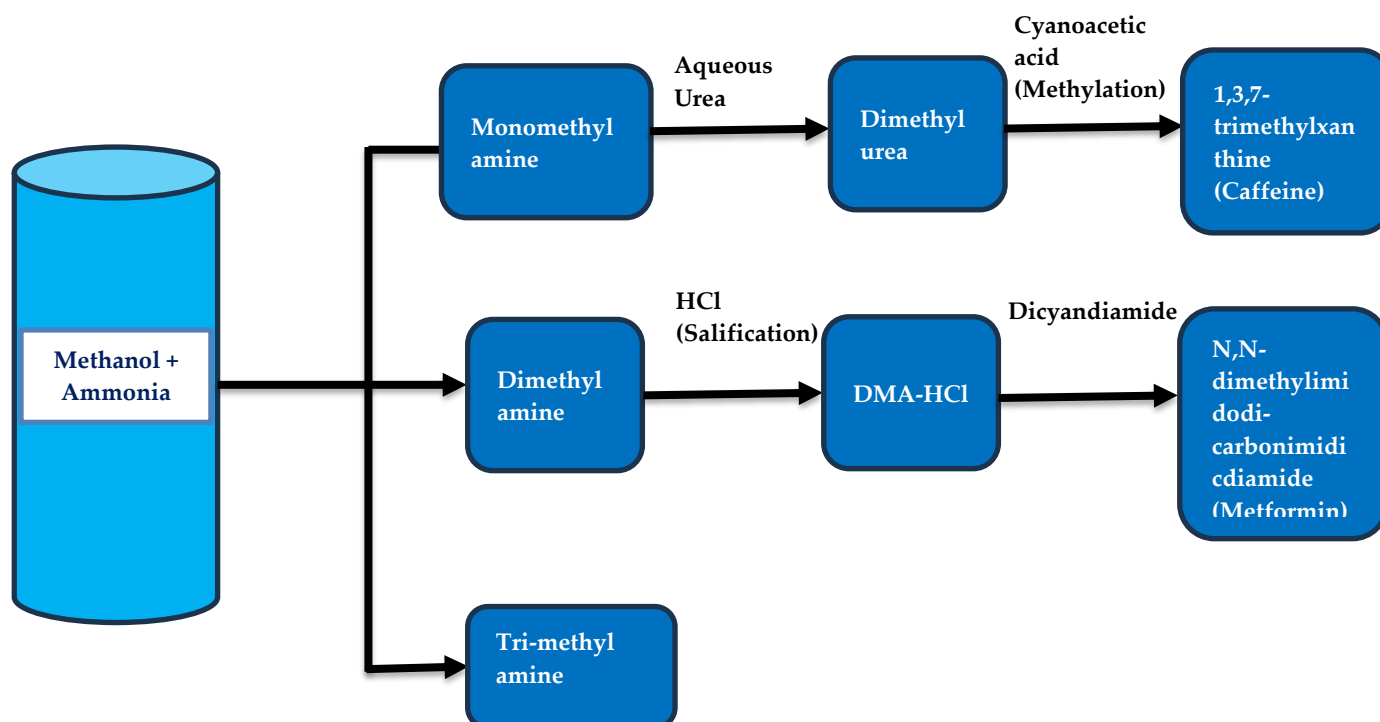 Methanol +
Ammonia
Monomethyl
amine
Aqueous
Urea
Dimethyl
urea
Cyanoacetic
acid
(Methylation)
1,3,7-
trimethylxan
thine
(Caffeine)
Dimethyl
amine
HCl
(Salification)
DMA-HCl
Dicyandiamide
N,N-
dimethylimi
dodi-
carbonimidi
cdiamide
(Metformin)
Tri-methyl
amine